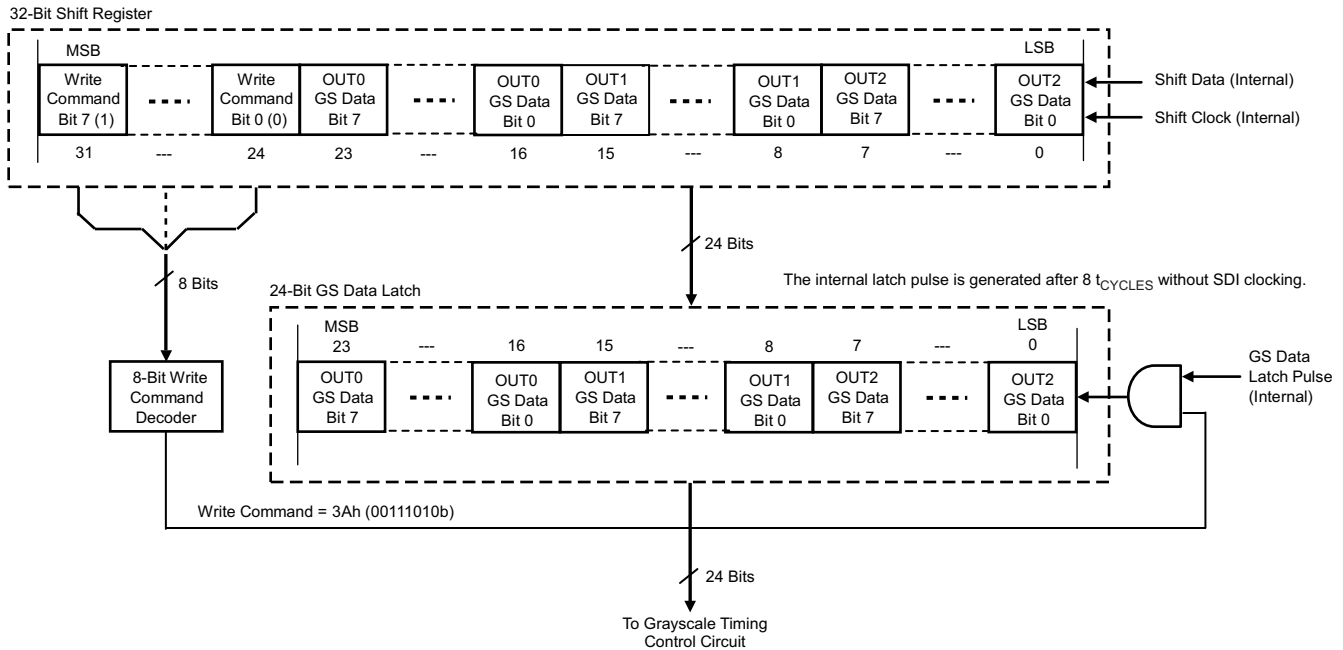 32-Bit Shift Register
MSB
LSB
Write
Command
Bit 7 (1)
Write
Command
Bit 0 (0)
OUT0
GS Data
Bit 7
OUT0
GS Data
Bit 0
OUT1
GS Data
Bit 7
OUT1
GS Data
Bit 0
OUT2
GS Data
Bit 7
OUT2
GS Data
Bit 0
Shift Data (Internal)
Shift Clock (Internal)
31 --- 24 23 --- 16 15 --- 8 7 --- 0
24 Bits
8 Bits
The internal latch pulse is generated after 8 tCYCLES without SDI clocking.
24-Bit GS Data Latch
MSB
LSB
23 --- 16 15 --- 8 7 --- 0
8-Bit Write
Command
Decoder
OUT0
GS Data
Bit 7
OUT0
GS Data
Bit 0
OUT1
GS Data
Bit 7
OUT1
GS Data
Bit 0
OUT2
GS Data
Bit 7
OUT2
GS Data
Bit 0
GS Data
Latch Pulse
(Internal)
Write Command = 3Ah (00111010b)
24 Bits
To Grayscale Timing
Control Circuit